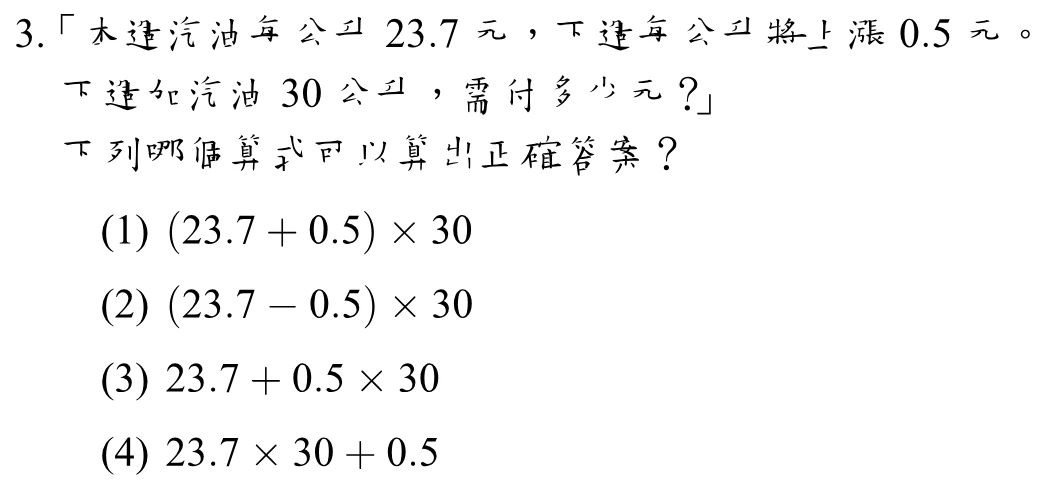 3.「本週汽油每公升 23.7 元，下週每公升將上漲 0.5 元。
下週加汽油 30 公升，需付多少元?」
下列哪個算式可以算出正確答案?
(1) (23.7 + 0.5) × 30
(2) (23.7 − 0.5) × 30
(3) 23.7 + 0.5 × 30
(4) 23.7 × 30 + 0.5